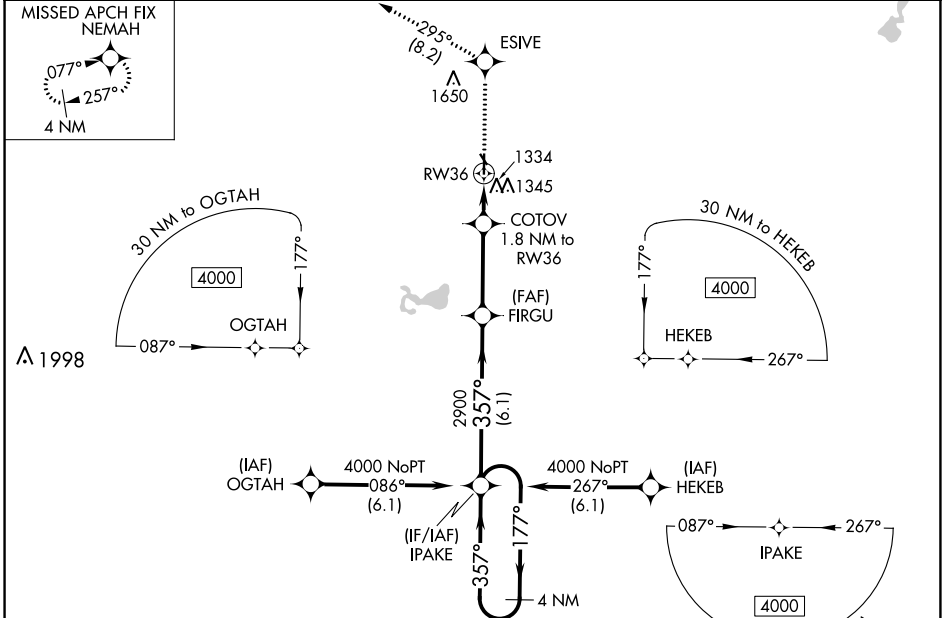 MISSED APCH FIX
NEMAH
077°
257°
4 NM
295°
(8.2)
ESIVE
1650
RW36
1334
1345
COTOV
1.8 NM to
RW36
30 NM to OGTAH
4000
177°
OGTAH
087°
1998
30 NM to HEKEB
4000
177°
HEKEB
267°
(FAF)
FIRGU
2900
357°
(6.1)
(IAF)
OGTAH
4000 NoPT
086°
(6.1)
4000 NoPT
267°
(6.1)
(IAF)
HEKEB
(IF/IAF)
IPAKE
357°
177°
4 NM
087°
267°
IPAKE
4000